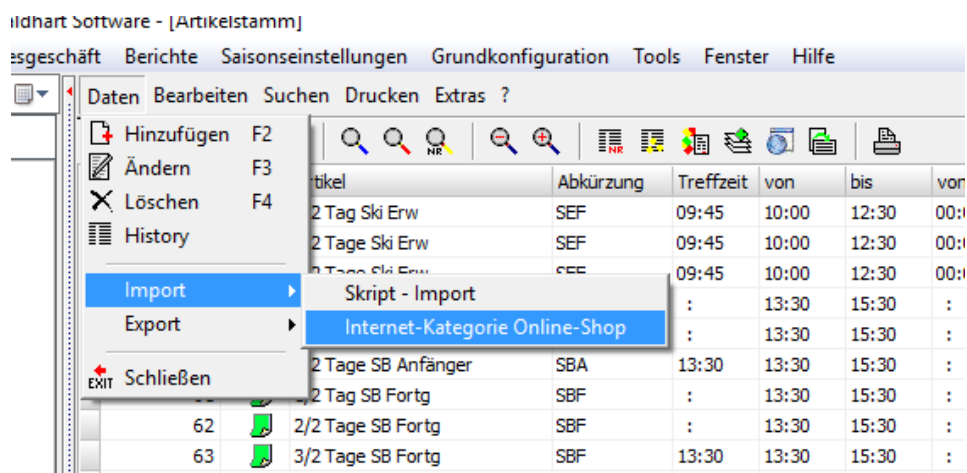 Software - [Artikelstamm]
Berichte Saisonseinstellungen Grundkonfiguration Tools Fenster Hilfe
Daten Bearbeiten Suchen Drucken Extras ?
Hinzufügen F2
Ändern F3
Löschen F4
History
Import
Export
EXIT Schließen
Skript - Import
Internet-Kategorie Online-Shop
Abkürzung Treffzeit von bis von
2 Tag Ski Erw SEF 09:45 10:00 12:30
2 Tage Ski Erw SEF 09:45 10:00 12:30
09:45 10:00 12:30
: 13:30 15:30 :
: 13:30 15:30 :
2 Tage SB Anfänger SBA 13:30 13:30 15:30 :
2 Tag SB Fortg SBF : 13:30 15:30 :
62 2/2 Tage SB Fortg SBF : 13:30 15:30 :
63 3/2 Tage SB Fortg SBF 13:30 13:30 15:30 :